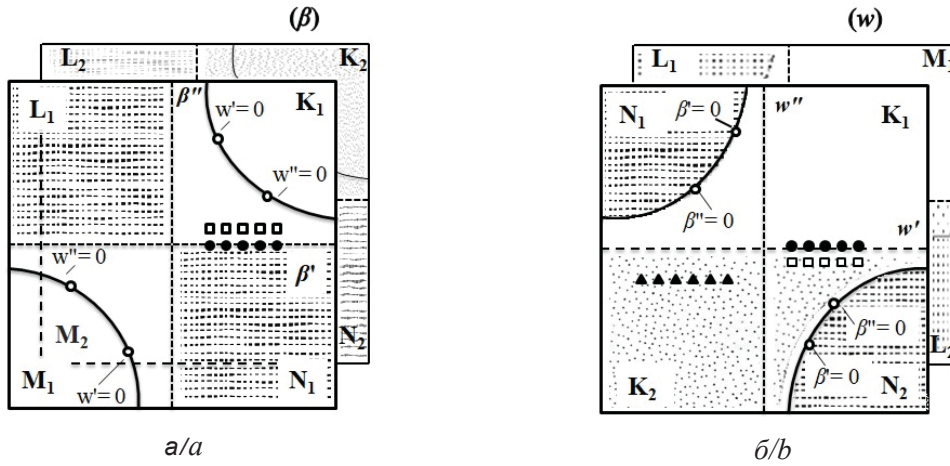 (β)
L₂
K₂
L₁
β″
K₁
w′= 0
w″= 0
w″= 0
β′
M₂
N₂
M₁
N₁
w′= 0
а/a
(w)
L₁
N₁
β′= 0
w″
K₁
β″= 0
w′
β″= 0
β′= 0
K₂
N₂
б/b